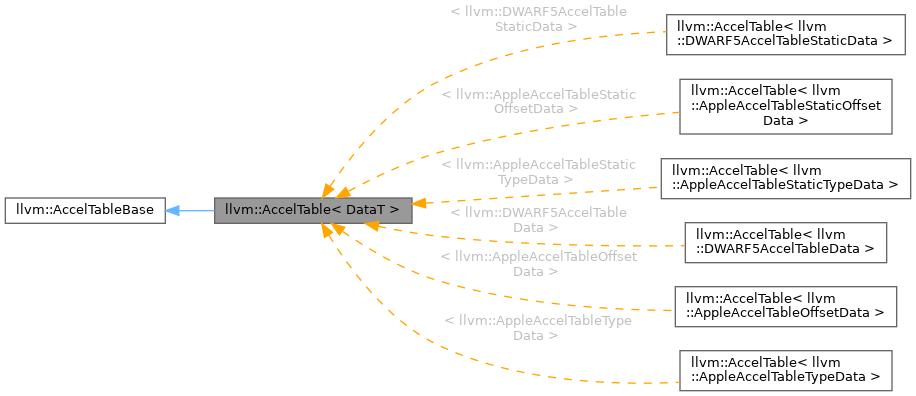 < llvm::DWARF5AccelTable
StaticData >
llvm::AccelTable< llvm
::DWARF5AccelTableStaticData >
< llvm::AppleAccelTableStatic
OffsetData >
llvm::AccelTable< llvm
::AppleAccelTableStaticOffset
Data >
< llvm::AppleAccelTableStatic
TypeData >
llvm::AccelTable< llvm
::AppleAccelTableStaticTypeData >
llvm::AccelTableBase
llvm::AccelTable< DataT >
< llvm::DWARF5AccelTable
Data >
llvm::AccelTable< llvm
::DWARF5AccelTableData >
< llvm::AppleAccelTableOffset
Data >
llvm::AccelTable< llvm
::AppleAccelTableOffsetData >
< llvm::AppleAccelTableType
Data >
llvm::AccelTable< llvm
::AppleAccelTableTypeData >